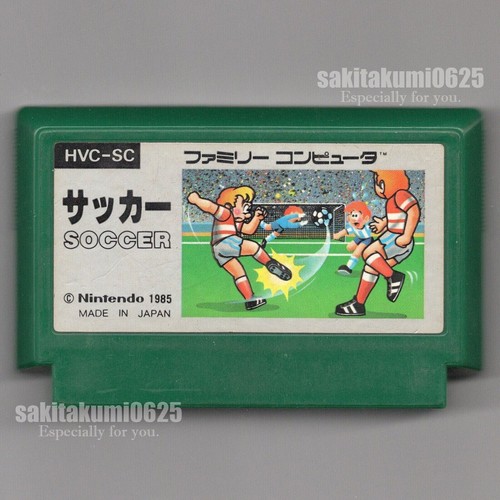 sakitakumi0625
Especially for you.
HVC-SC
ファミリー コンピュータ™
サッカー
SOCCER
© Nintendo 1985
MADE IN JAPAN
sakitakumi0625
Especially for you.